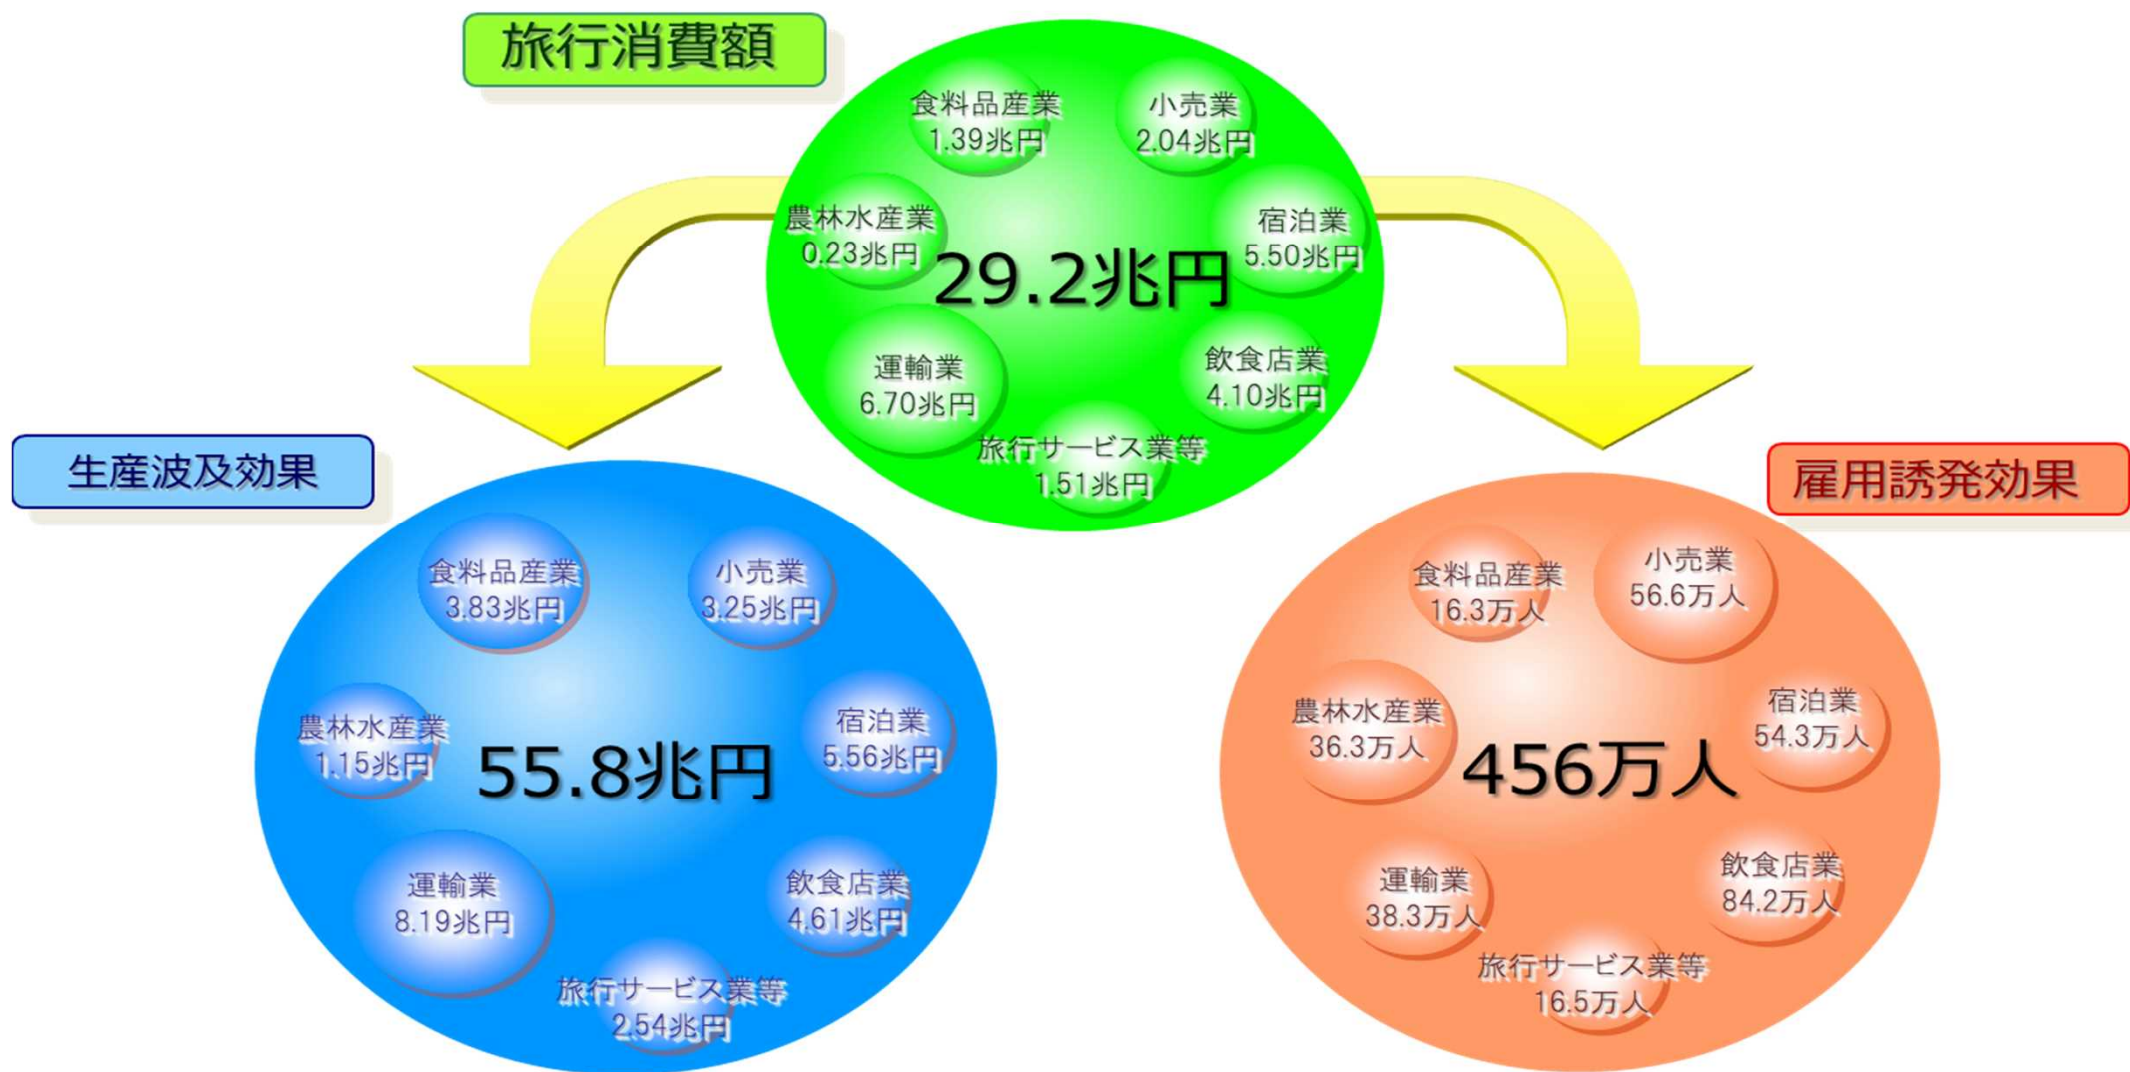 旅行消費額
食料品産業
1.39兆円
小売業
2.04兆円
農林水産業
0.23兆円
宿泊業
5.50兆円
29.2兆円
運輸業
6.70兆円
飲食店業
4.10兆円
旅行サービス業等
1.51兆円
生産波及効果
食料品産業
3.83兆円
小売業
3.25兆円
農林水産業
1.15兆円
宿泊業
5.56兆円
55.8兆円
運輸業
8.19兆円
飲食店業
4.61兆円
旅行サービス業等
2.54兆円
雇用誘発効果
食料品産業
16.3万人
小売業
56.6万人
農林水産業
36.3万人
宿泊業
54.3万人
456万人
運輸業
38.3万人
飲食店業
84.2万人
旅行サービス業等
16.5万人